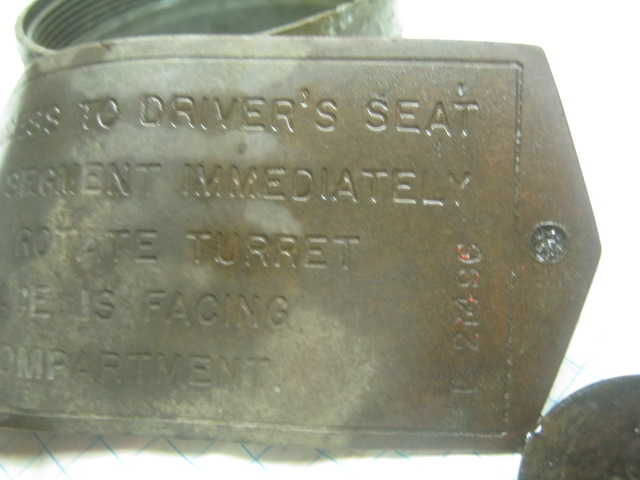 TO DRIVER'S SEAT
SEGMENT IMMEDIATELY
ROTATE TURRET
IS FACING
COMPARTMENT